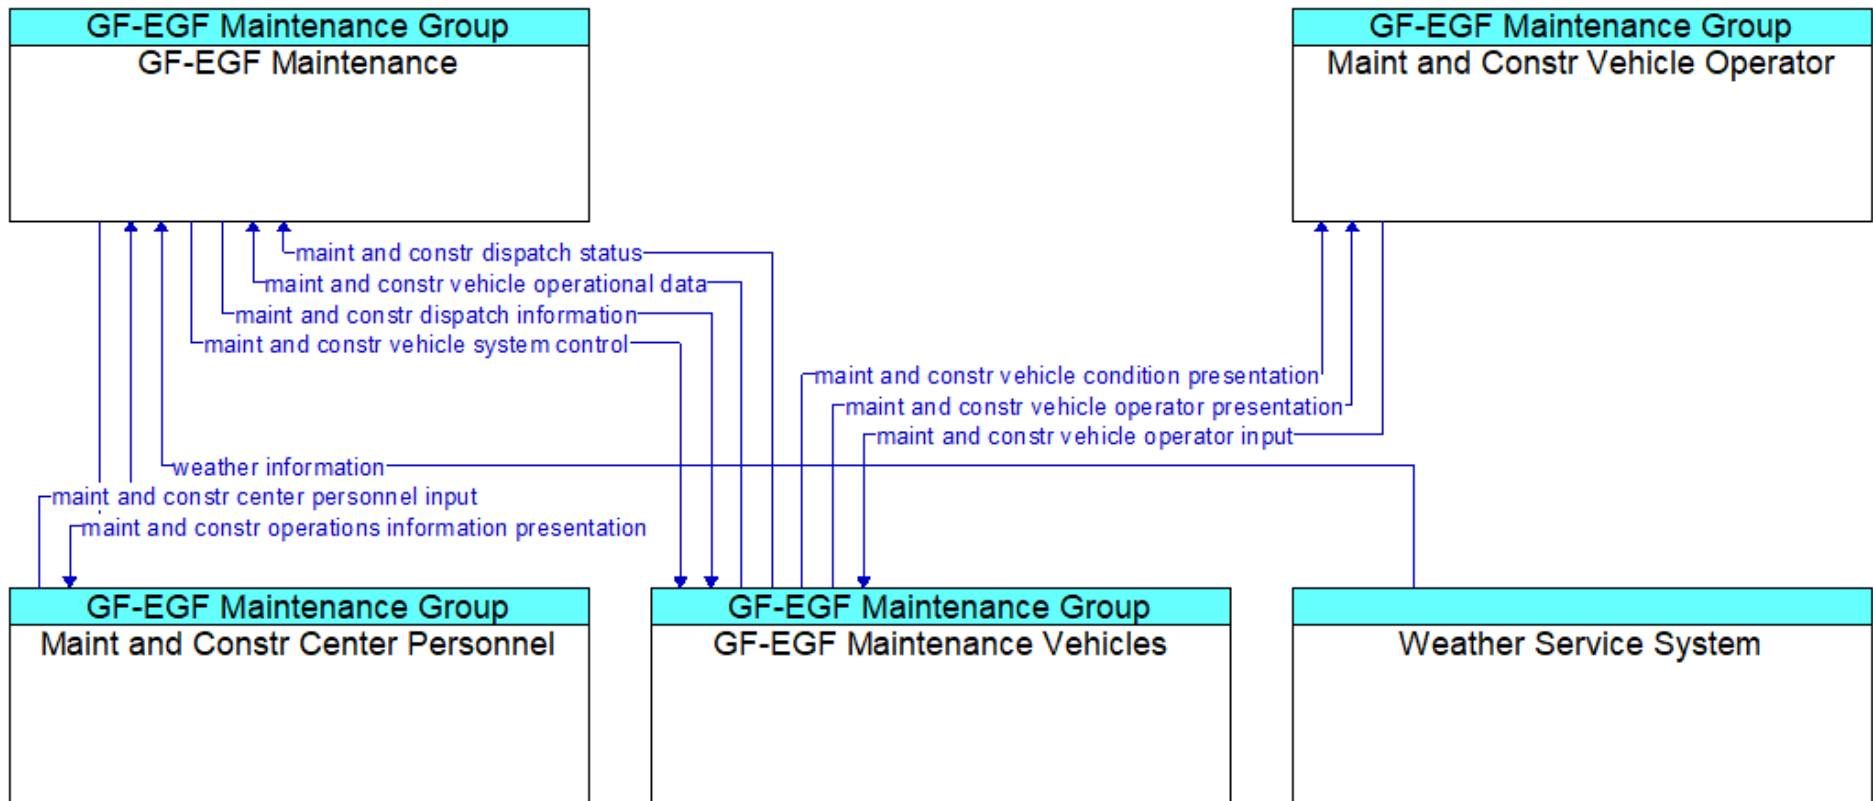 GF-EGF Maintenance Group
GF-EGF Maintenance
GF-EGF Maintenance Group
Maint and Constr Vehicle Operator
maint and constr dispatch status
maint and constr vehicle operational data
maint and constr dispatch information
maint and constr vehicle system control
maint and constr vehicle condition presentation
maint and constr vehicle operator presentation
maint and constr vehicle operator input
weather information
maint and constr center personnel input
maint and constr operations information presentation
GF-EGF Maintenance Group
Maint and Constr Center Personnel
GF-EGF Maintenance Group
GF-EGF Maintenance Vehicles
Weather Service System